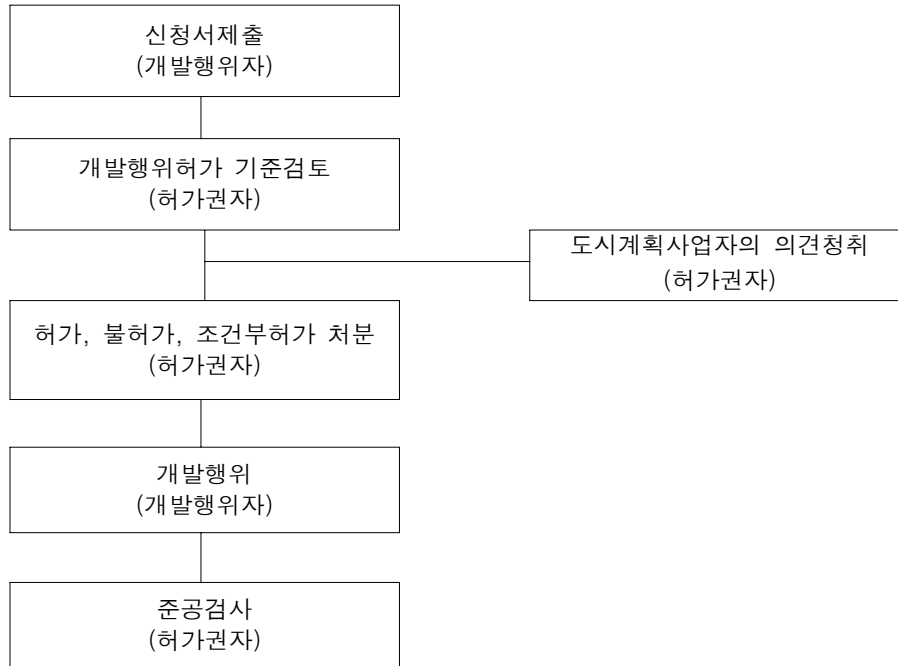 신청서제출
(개발행위자)
개발행위허가 기준검토
(허가권자)
도시계획사업자의 의견청취
(허가권자)
허가, 불허가, 조건부허가 처분
(허가권자)
개발행위
(개발행위자)
준공검사
(허가권자)